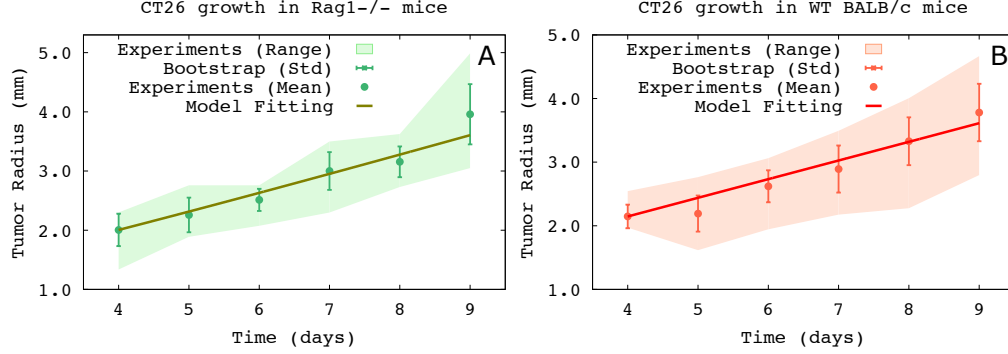 CT26 growth in Rag1-/- mice
A
Experiments (Range)
Bootstrap (Std)
Experiments (Mean)
Model Fitting
Tumor Radius (mm)
5.0
4.0
3.0
2.0
1.0
4 5 6 7 8 9
Time (days)
CT26 growth in WT BALB/c mice
B
Experiments (Range)
Bootstrap (Std)
Experiments (Mean)
Model Fitting
Tumor Radius (mm)
5.0
4.0
3.0
2.0
1.0
4 5 6 7 8 9
Time (days)